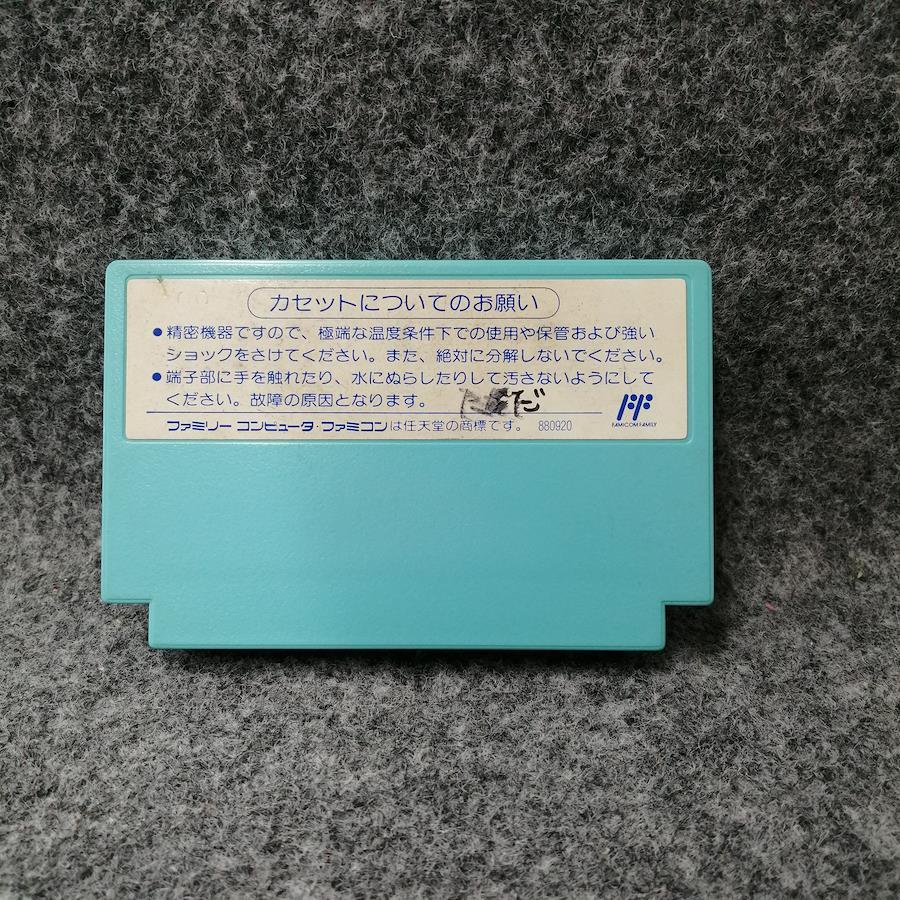 カセットについてのお願い
●精密機器ですので、極端な温度条件下での使用や保管および強い
ショックをさけてください。また、絶対に分解しないでください。
●端子部に手を触れたり、水にぬらしたりして汚さないようにして
ください。故障の原因となります。
FAMICOM FAMILY
ファミリー コンピュータ・ファミコンは任天堂の商標です。 880920